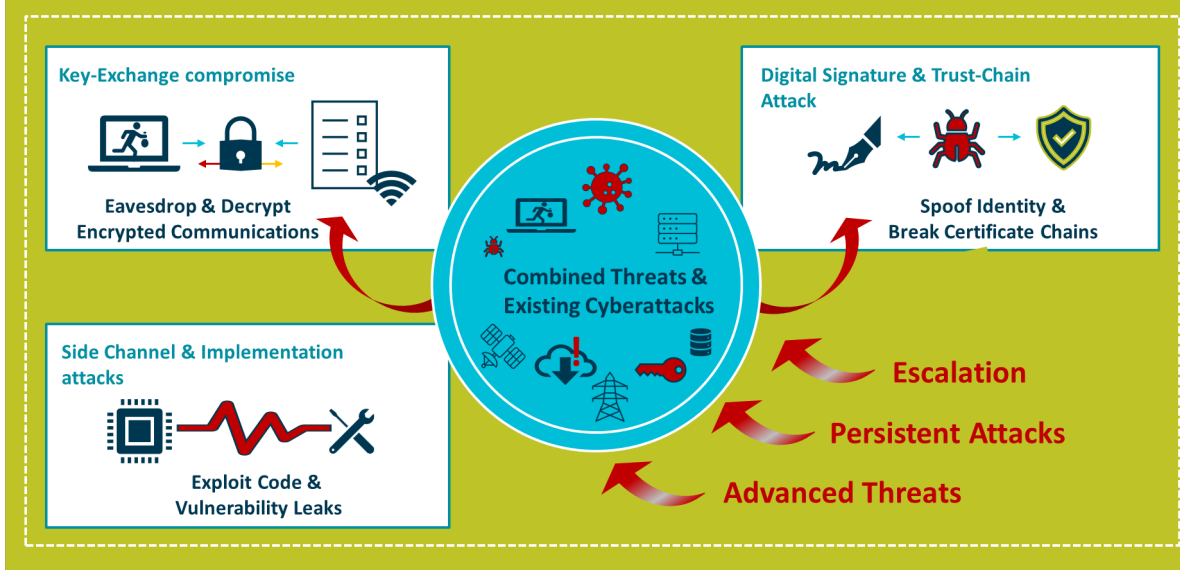 Key-Exchange compromise
Eavesdrop & Decrypt
Encrypted Communications
Digital Signature & Trust-Chain
Attack
Spoof Identity &
Break Certificate Chains
Combined Threats &
Existing Cyberattacks
Side Channel & Implementation
attacks
Exploit Code &
Vulnerability Leaks
Escalation
Persistent Attacks
Advanced Threats